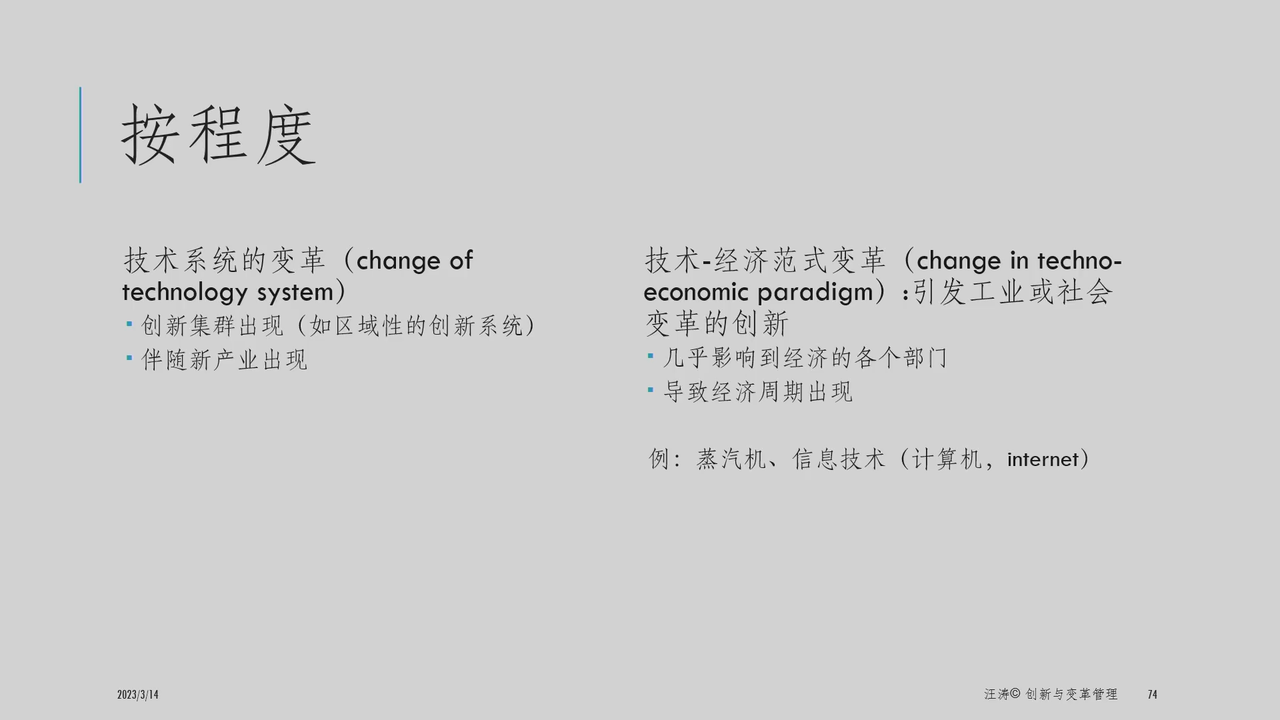 按程度
技术系统的变革（change of
technology system）
创新集群出现（如区域性的创新系统）
伴随新产业出现
技术-经济范式变革（change in techno-
economic paradigm）:引发工业或社会
变革的创新
几乎影响到经济的各个部门
导致经济周期出现
例：蒸汽机、信息技术（计算机，internet）
2023/3/14
汪涛© 创新与变革管理
74